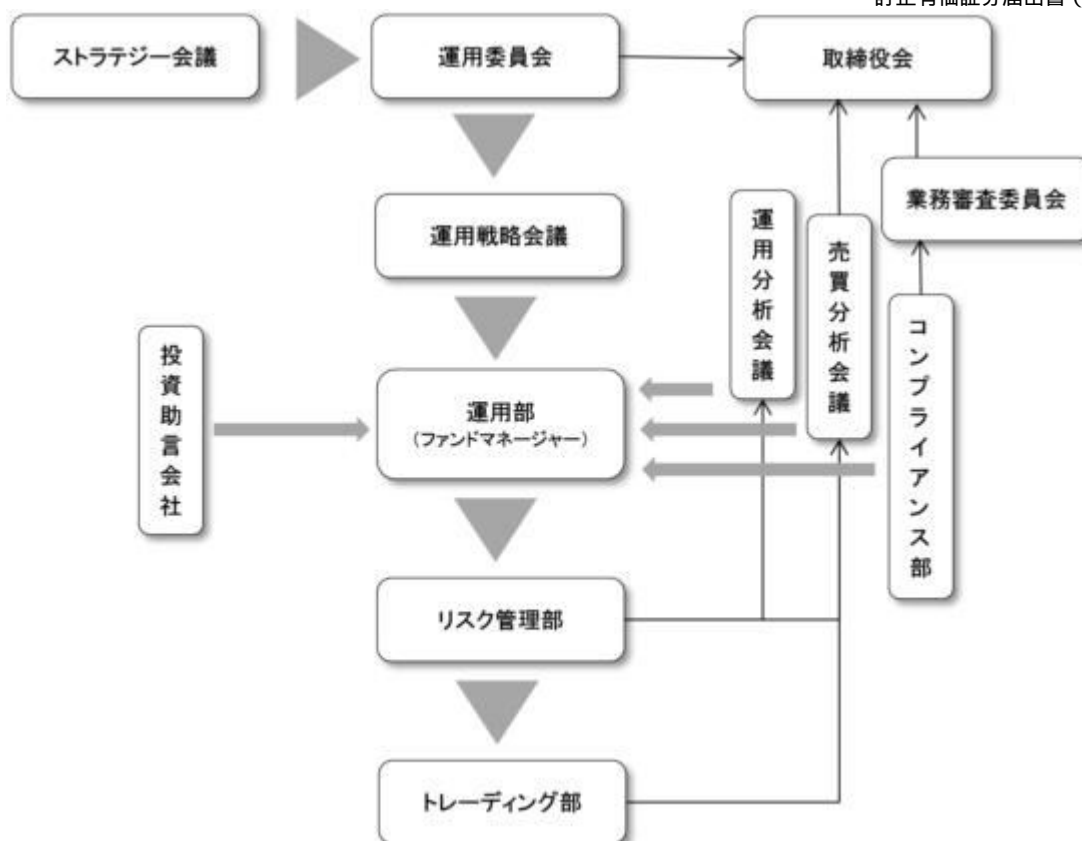 訂正有価証券届出書(
ストラテジー会議
運用委員会
取締役会
業務審査委員会
運用戦略会議
運用分析会議
売買分析会議
コンプライアンス部
投資助言会社
運用部
(ファンドマネージャー)
リスク管理部
トレーディング部